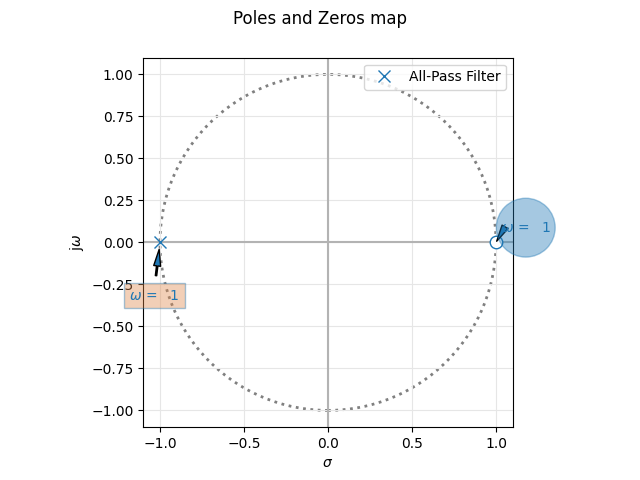 Poles and Zeros map
All-Pass Filter
1.00
0.75
0.50
0.25
0.00
−0.25
−0.50
−0.75
−1.00
jω
ω = 1
ω = 1
−1.0
−0.5
0.0
0.5
1.0
σ